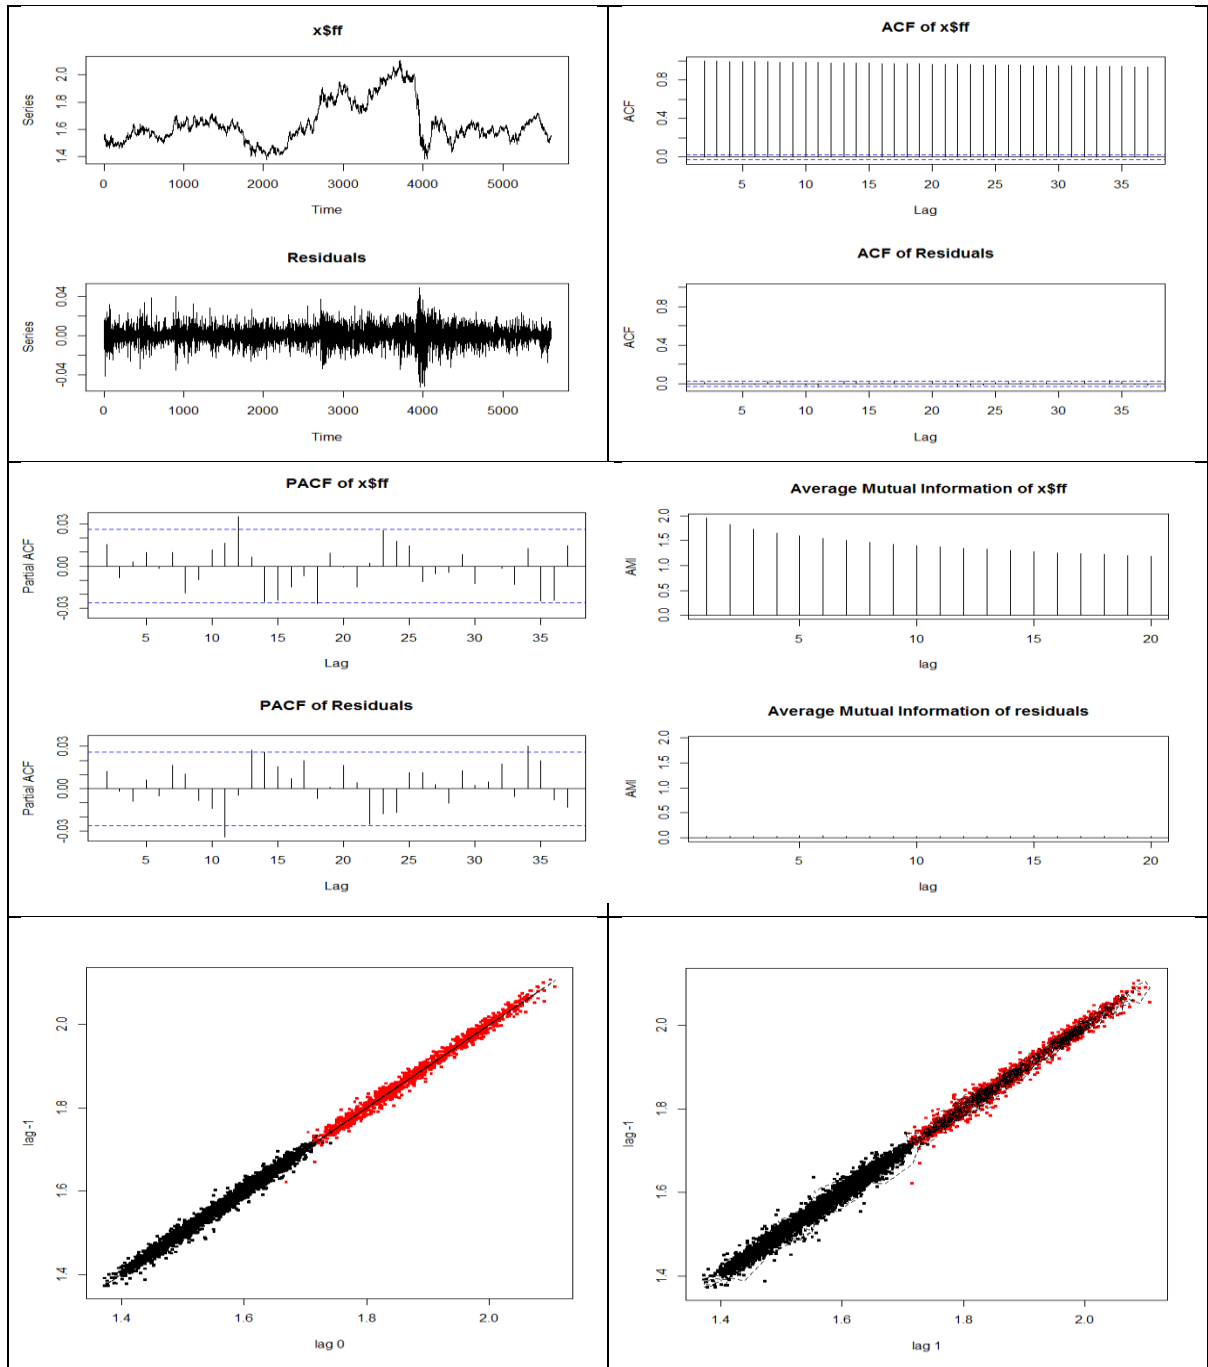 x$ff
Series
2.0
1.8
1.6
1.4
0 1000 2000 3000 4000 5000
Time
Residuals
Series
0.04
0.00
-0.04
0 1000 2000 3000 4000 5000
Time
ACF of x$ff
ACF
0.8
0.4
0.0
5 10 15 20 25 30 35
Lag
ACF of Residuals
ACF
0.8
0.4
0.0
5 10 15 20 25 30 35
Lag
PACF of x$ff
Partial ACF
0.03
0.00
-0.03
5 10 15 20 25 30 35
Lag
PACF of Residuals
Partial ACF
0.03
0.00
-0.03
5 10 15 20 25 30 35
Lag
Average Mutual Information of x$ff
AMI
2.0
1.5
1.0
0.5
0.0
5 10 15 20
lag
Average Mutual Information of residuals
AMI
2.0
1.5
1.0
0.5
0.0
5 10 15 20
lag
lag -1
2.0
1.8
1.6
1.4
1.4 1.6 1.8 2.0
lag 0
lag -1
2.0
1.8
1.6
1.4
1.4 1.6 1.8 2.0
lag 1